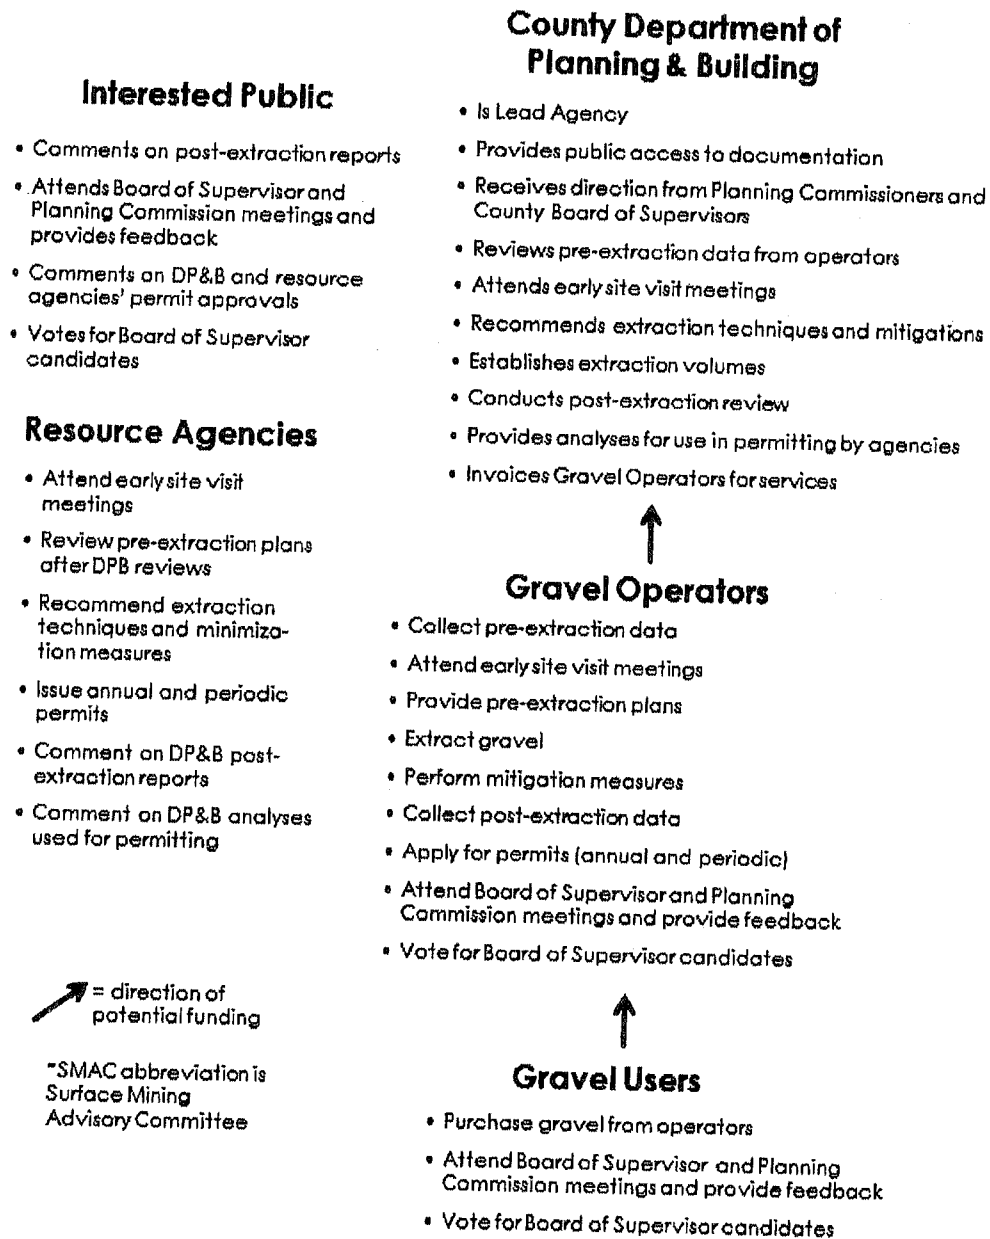 County Department of
Planning & Building
• Is Lead Agency
• Provides public access to documentation
• Receives direction from Planning Commissioners and
County Board of Supervisors
• Reviews pre-extraction data from operators
• Attends early site visit meetings
• Recommends extraction techniques and mitigations
• Establishes extraction volumes
• Conducts post-extraction review
• Provides analyses for use in permitting by agencies
• Invoices Gravel Operators for services
Interested Public
• Comments on post-extraction reports
• Attends Board of Supervisor and
Planning Commission meetings and
provides feedback
• Comments on DP&B and resource
agencies' permit approvals
• Votes for Board of Supervisor
candidates
Resource Agencies
• Attend early site visit
meetings
• Review pre-extraction plans
after DPB reviews
• Recommend extraction
techniques and minimiza-
tion measures
• Issue annual and periodic
permits
• Comment on DP&B post-
extraction reports
• Comment on DP&B analyses
used for permitting
Gravel Operators
• Collect pre-extraction data
• Attend early site visit meetings
• Provide pre-extraction plans
• Extract gravel
• Perform mitigation measures
• Collect post-extraction data
• Apply for permits (annual and periodic)
• Attend Board of Supervisor and Planning
Commission meetings and provide feedback
• Vote for Board of Supervisor candidates
= direction of
potential funding
~SMAC abbreviation is
Surface Mining
Advisory Committee
Gravel Users
• Purchase gravel from operators
• Attend Board of Supervisor and Planning
Commission meetings and provide feedback
• Vote for Board of Supervisor candidates